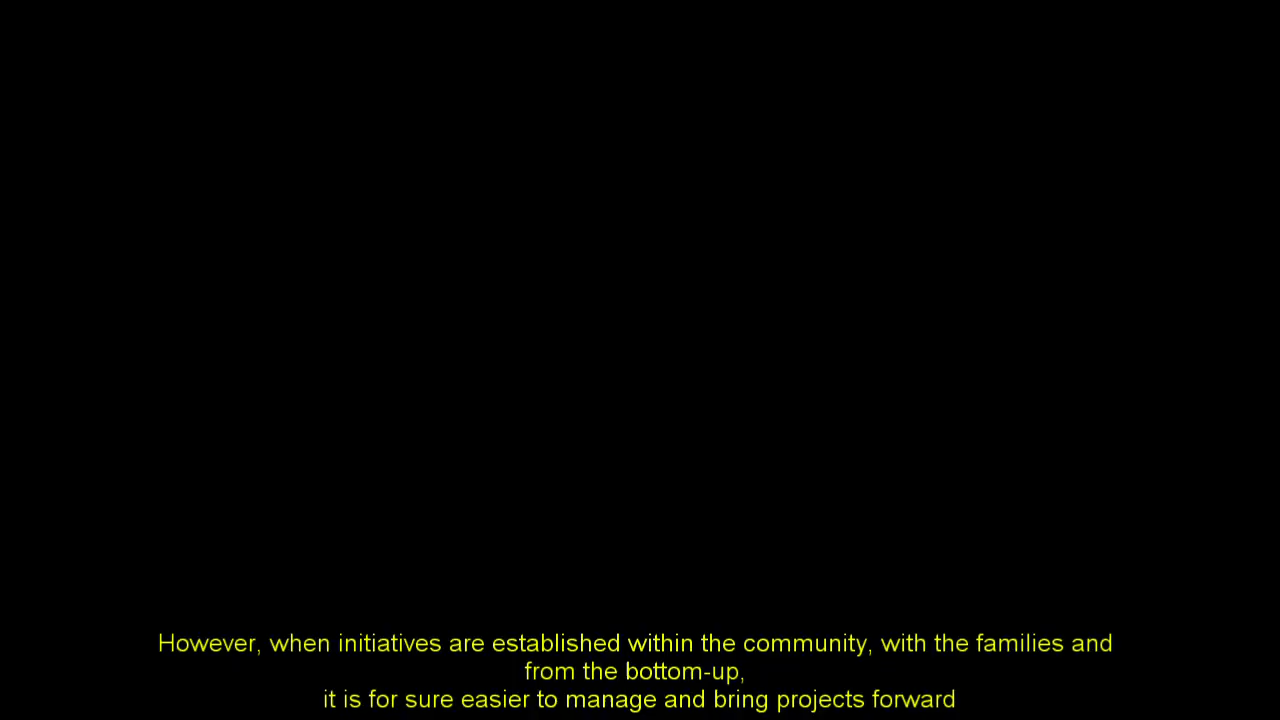 However, when initiatives are established within the community, with the families and
from the bottom-up,
it is for sure easier to manage and bring projects forward